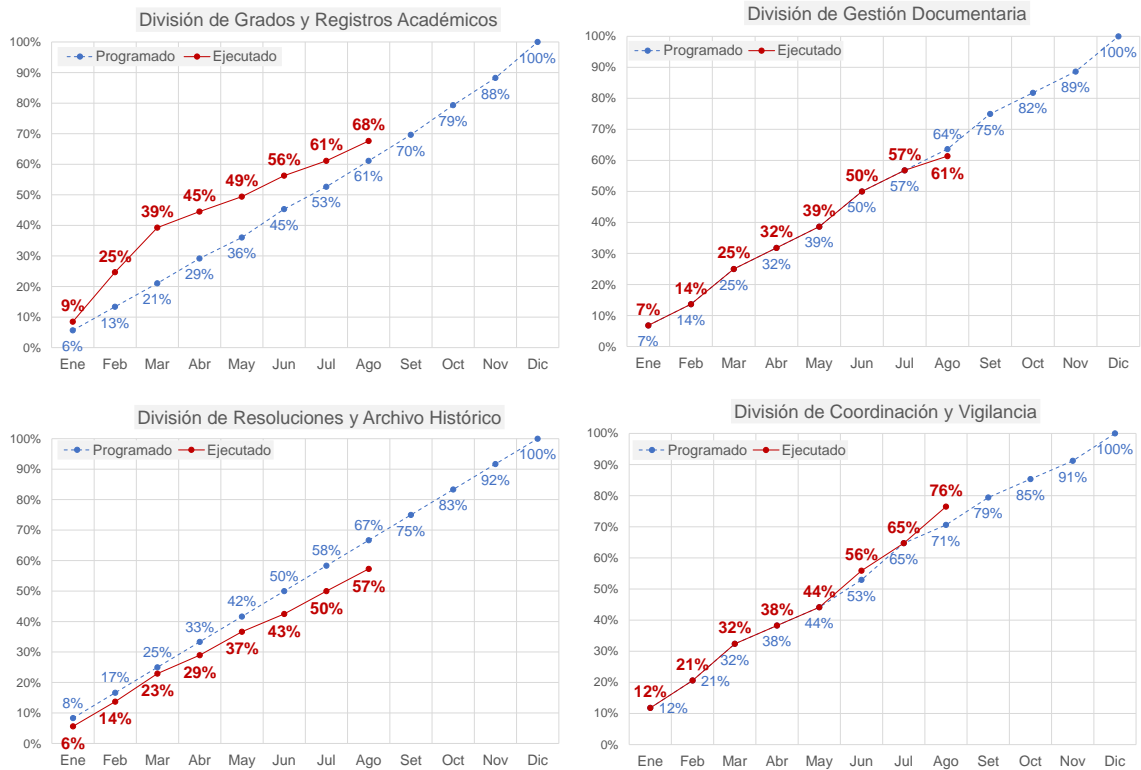 División de Grados y Registros Académicos
Programado Ejecutado
100%
90%
80%
70%
60%
50%
40%
30%
20%
10%
0%
9% 25% 39% 45% 49% 56% 61% 68%
6% 13% 21% 29% 36% 45% 53% 61% 70% 79% 88% 100%
Ene Feb Mar Abr May Jun Jul Ago Set Oct Nov Dic
División de Gestión Documentaria
Programado Ejecutado
100%
90%
80%
70%
60%
50%
40%
30%
20%
10%
0%
7% 14% 25% 32% 39% 50% 57% 61%
7% 14% 25% 32% 39% 50% 57% 64% 75% 82% 89% 100%
Ene Feb Mar Abr May Jun Jul Ago Set Oct Nov Dic
División de Resoluciones y Archivo Histórico
Programado Ejecutado
100%
90%
80%
70%
60%
50%
40%
30%
20%
10%
0%
8% 17% 25% 33% 42% 50% 58% 67% 75% 83% 92% 100%
6% 14% 23% 29% 37% 43% 50% 57%
Ene Feb Mar Abr May Jun Jul Ago Set Oct Nov Dic
División de Coordinación y Vigilancia
Programado Ejecutado
100%
90%
80%
70%
60%
50%
40%
30%
20%
10%
0%
12% 21% 32% 38% 44% 56% 65% 76%
12% 21% 32% 38% 44% 53% 65% 71% 79% 85% 91% 100%
Ene Feb Mar Abr May Jun Jul Ago Set Oct Nov Dic